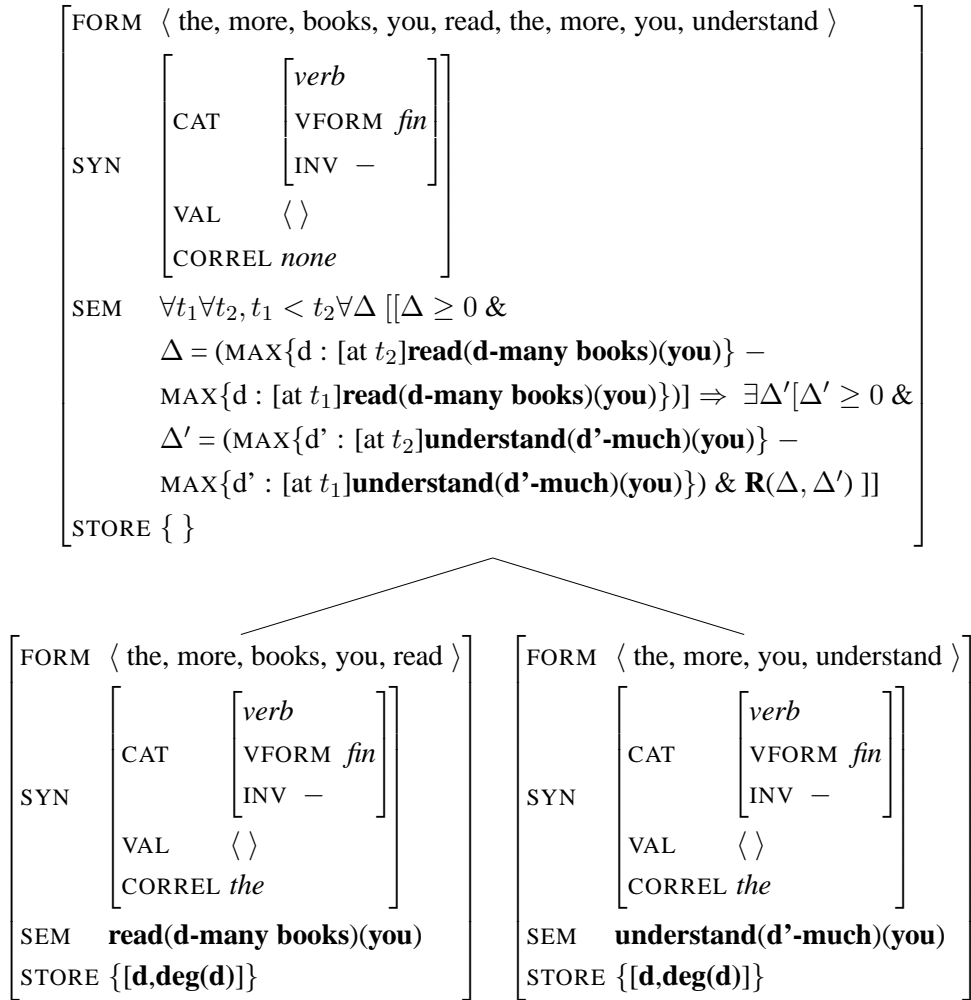 FORM ⟨ the, more, books, you, read, the, more, you, understand ⟩
verb
CAT VFORM fin
SYN INV −
VAL ⟨ ⟩
CORREL none
SEM ∀t₁∀t₂, t₁ < t₂∀Δ [[Δ ≥ 0 &
Δ = (MAX{d : [at t₂]read(d-many books)(you)} −
MAX{d : [at t₁]read(d-many books)(you)})] ⇒ ∃Δ′[Δ′ ≥ 0 &
Δ′ = (MAX{d' : [at t₂]understand(d'-much)(you)} −
MAX{d' : [at t₁]understand(d'-much)(you)}) & R(Δ, Δ′) ]]
STORE { }
FORM ⟨ the, more, books, you, read ⟩
verb
CAT VFORM fin
SYN INV −
VAL ⟨ ⟩
CORREL the
SEM read(d-many books)(you)
STORE {[d,deg(d)]}
FORM ⟨ the, more, you, understand ⟩
verb
CAT VFORM fin
SYN INV −
VAL ⟨ ⟩
CORREL the
SEM understand(d'-much)(you)
STORE {[d,deg(d)]}